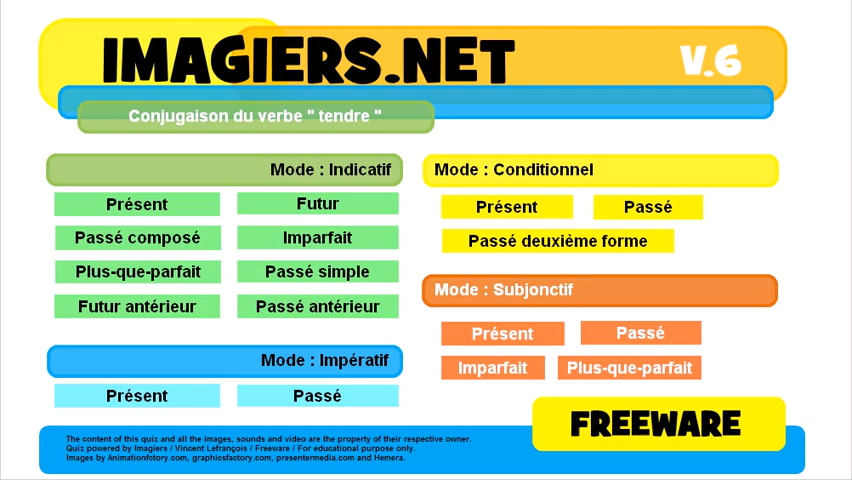 IMAGIERS.NET
V.6
Conjugaison du verbe " tendre "
Mode : Indicatif
Présent
Futur
Passé composé
Imparfait
Plus-que-parfait
Passé simple
Futur antérieur
Passé antérieur
Mode : Impératif
Présent
Passé
Mode : Conditionnel
Présent
Passé
Passé deuxième forme
Mode : Subjonctif
Présent
Passé
Imparfait
Plus-que-parfait
FREEWARE
The content of this quiz and all the images, sounds and video are the property of their respective owner.
Quiz powered by Imagiers / Vincent Lefrançois / Freeware / For educational purpose only.
Images by Animationfctory.com, graphicsfactory.com, presentermedia.com and Hemera.